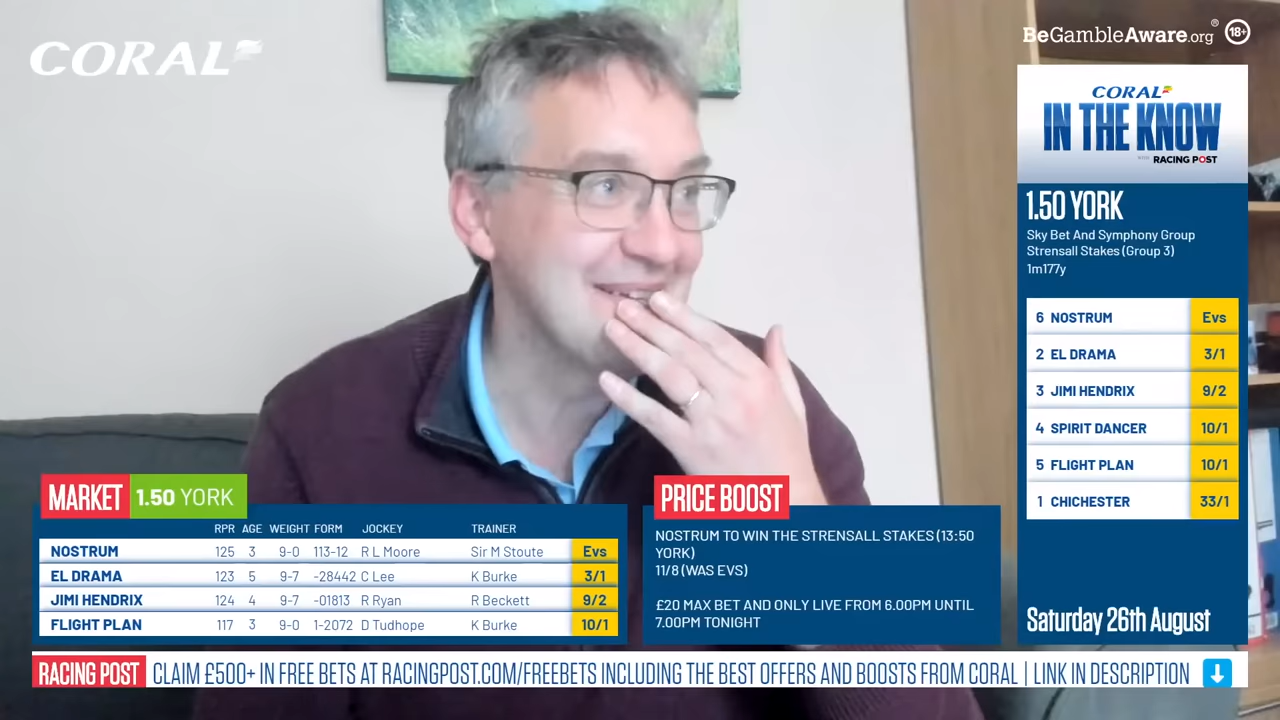 CORAL
BeGambleAware.org® 18+
CORAL
IN THE KNOW
WITH RACING POST
1.50 YORK
Sky Bet And Symphony Group
Strensall Stakes (Group 3)
1m177y
6 NOSTRUM Evs
2 EL DRAMA 3/1
3 JIMI HENDRIX 9/2
4 SPIRIT DANCER 10/1
5 FLIGHT PLAN 10/1
1 CHICHESTER 33/1
Saturday 26th August
MARKET 1.50 YORK
RPR AGE WEIGHT FORM JOCKEY TRAINER
NOSTRUM 125 3 9-0 113-12 R L Moore Sir M Stoute Evs
EL DRAMA 123 5 9-7 -28442 C Lee K Burke 3/1
JIMI HENDRIX 124 4 9-7 -01813 R Ryan R Beckett 9/2
FLIGHT PLAN 117 3 9-0 1-2072 D Tudhope K Burke 10/1
PRICE BOOST
NOSTRUM TO WIN THE STRENSALL STAKES (13:50
YORK)
11/8 (WAS EVS)
£20 MAX BET AND ONLY LIVE FROM 6.00PM UNTIL
7.00PM TONIGHT
RACING POST CLAIM £500+ IN FREE BETS AT RACINGPOST.COM/FREEBETS INCLUDING THE BEST OFFERS AND BOOSTS FROM CORAL | LINK IN DESCRIPTION